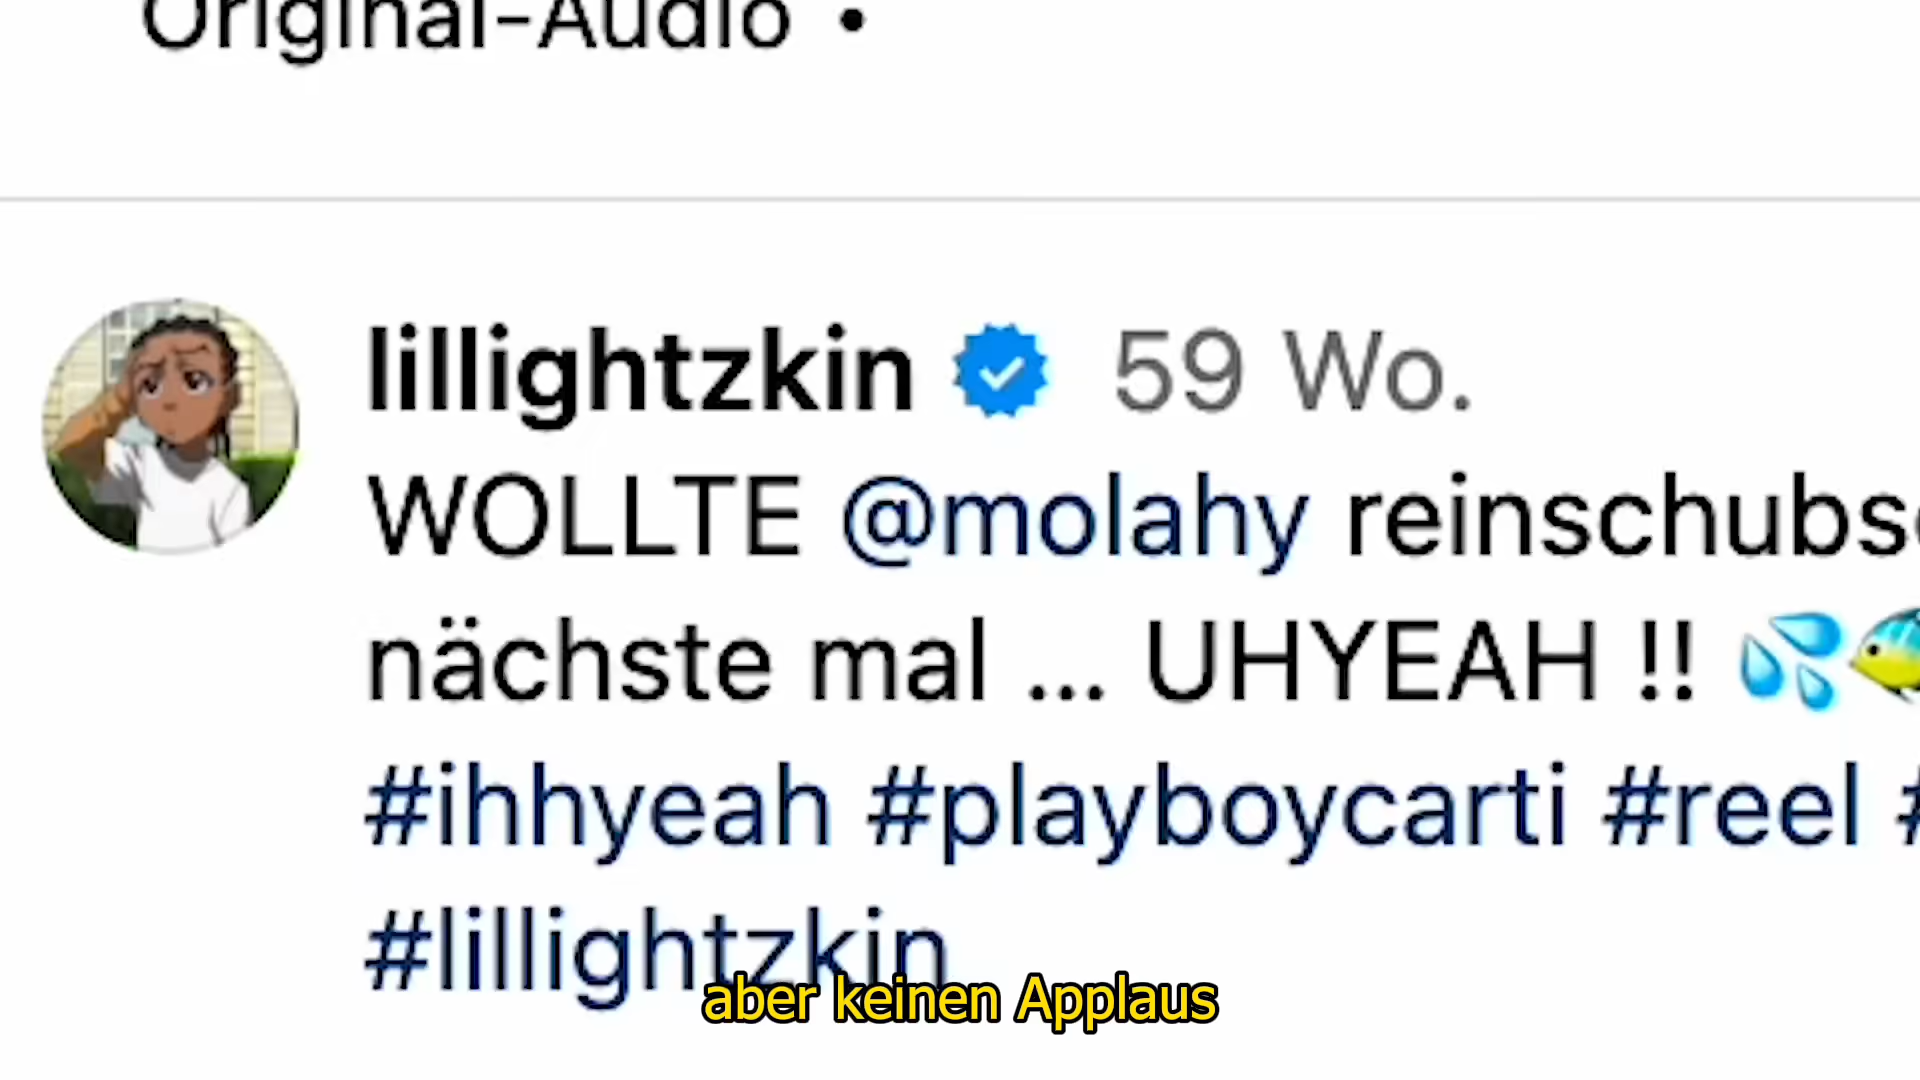 Original-Audio •
lillightzkin 59 Wo.
WOLLTE @molahy reinschubs
nächste mal ... UHYEAH !! 💦🐠
#ihhyeah #playboycarti #reel #
#lillightzkin
aber keinen Applaus